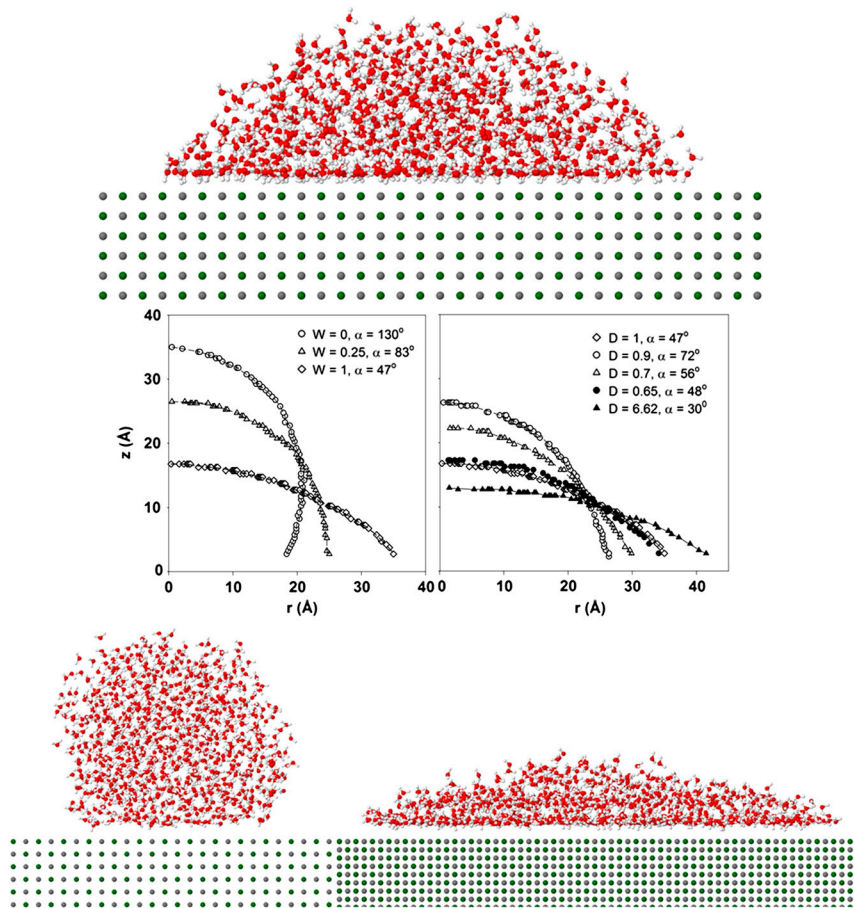 40
30
20
10
0
z (Å)
W = 0, α = 130°
W = 0.25, α = 83°
W = 1, α = 47°
0 10 20 30 40
r (Å)
D = 1, α = 47°
D = 0.9, α = 72°
D = 0.7, α = 56°
D = 0.65, α = 48°
D = 6.62, α = 30°
0 10 20 30 40
r (Å)